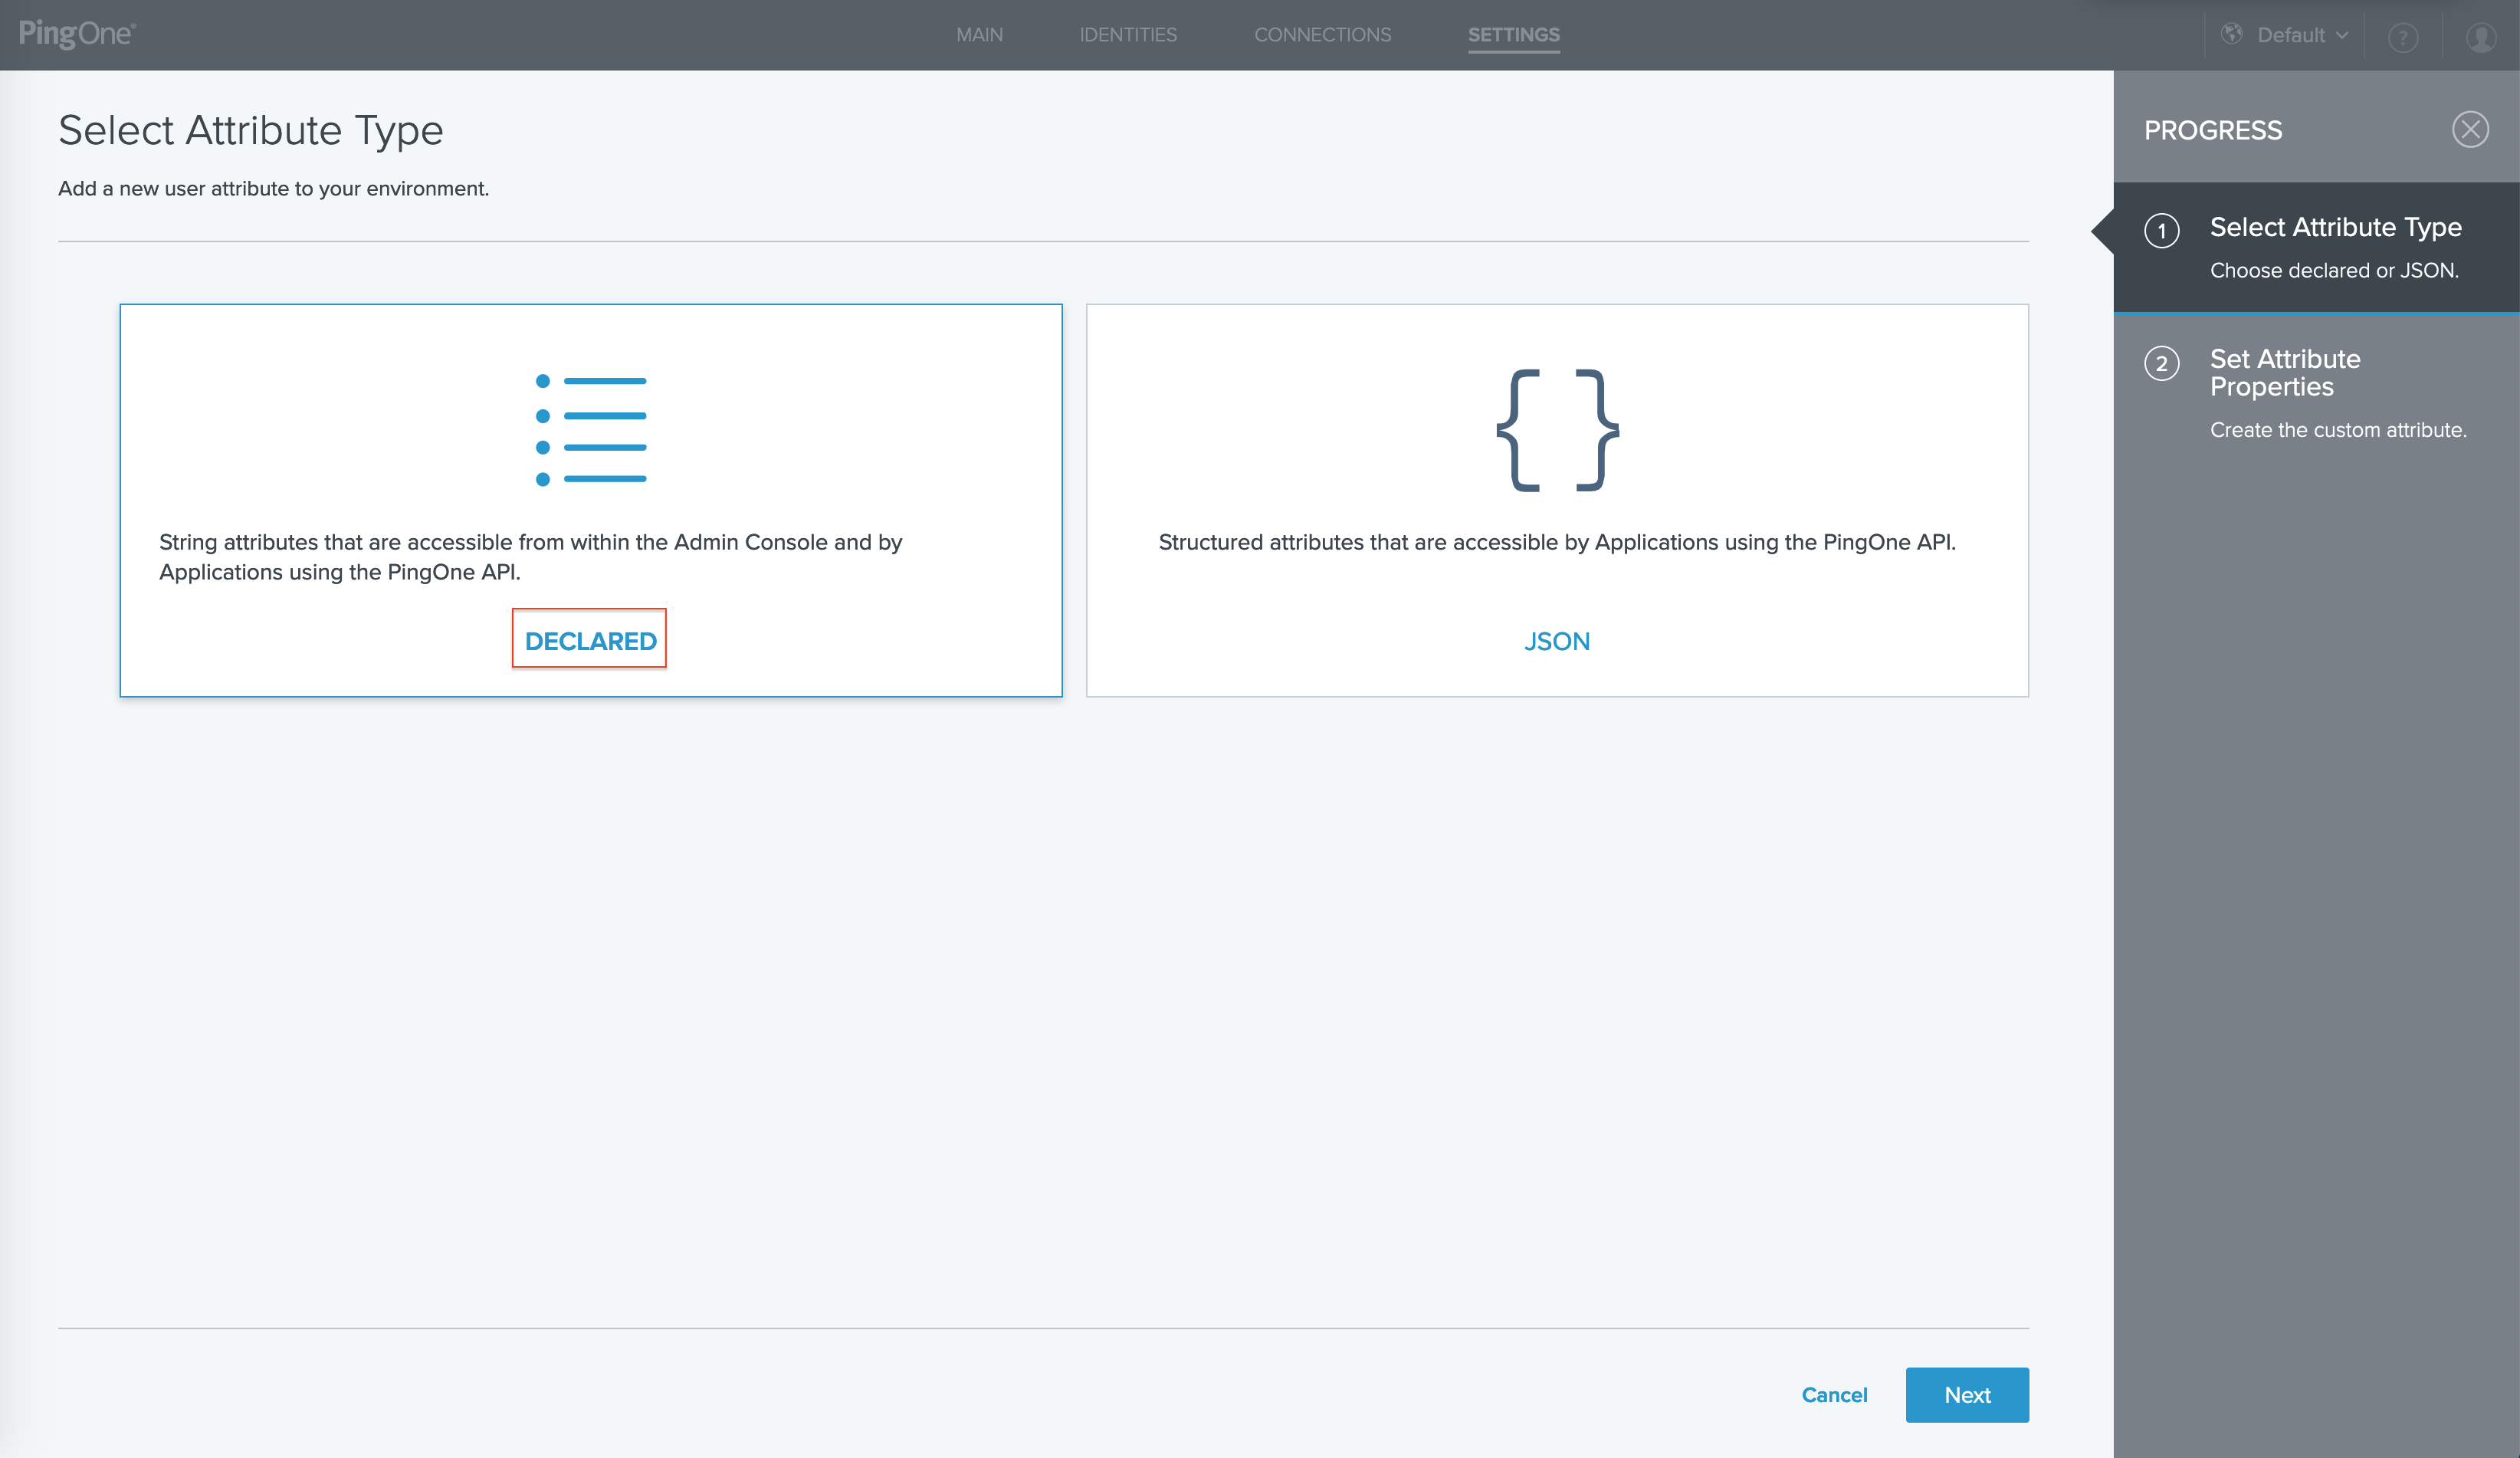 PingOne®
MAIN
IDENTITIES
CONNECTIONS
SETTINGS
Default
?
Select Attribute Type
Add a new user attribute to your environment.
String attributes that are accessible from within the Admin Console and by
Applications using the PingOne API.
DECLARED
{ }
Structured attributes that are accessible by Applications using the PingOne API.
JSON
Cancel
Next
PROGRESS
1
Select Attribute Type
Choose declared or JSON.
2
Set Attribute
Properties
Create the custom attribute.